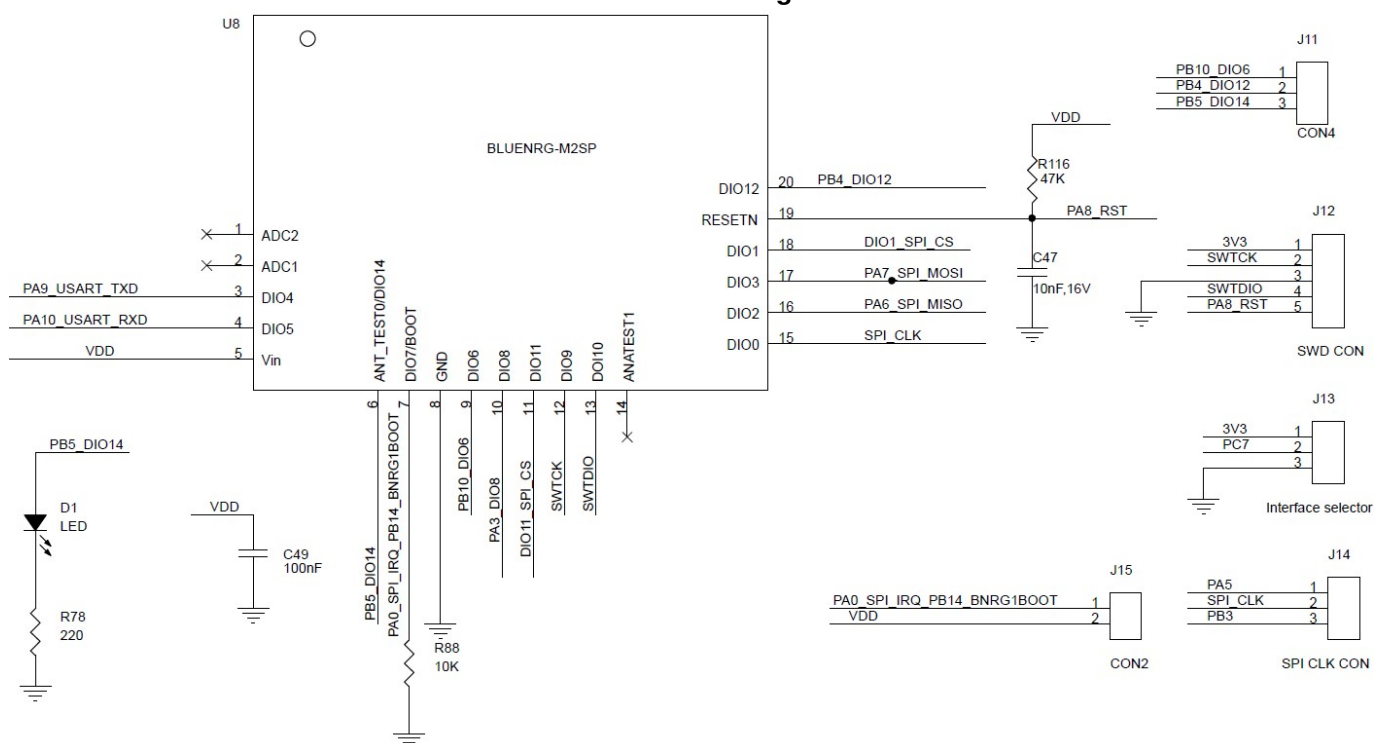 g
U8
BLUENRG-M2SP
1 ADC2
2 ADC1
PA9_USART_TXD 3 DIO4
PA10_USART_RXD 4 DIO5
VDD 5 Vin
ANT_TEST0/DIO14
DIO7/BOOT
GND
DIO6
DIO8
DIO11
DIO9
DOI10
ANATEST1
6
7
8
9
10
11
12
13
14
PB5_DIO14
PA0_SPI_IRQ_PB14_BNRG1BOOT
PB10_DIO6
PA3_DIO8
DIO11_SPI_CS
SWTCK
SWTDIO
DIO12 20 PB4_DIO12
RESETN 19 PA8_RST
DIO1 18 DIO1_SPI_CS
DIO3 17 PA7_SPI_MOSI
DIO2 16 PA6_SPI_MISO
DIO0 15 SPI_CLK
VDD
R116
47K
C47
10nF,16V
PB5_DIO14
D1
LED
R78
220
VDD
C49
100nF
R88
10K
J11
PB10_DIO6 1
PB4_DIO12 2
PB5_DIO14 3
CON4
J12
3V3 1
SWTCK 2
3
SWTDIO 4
PA8_RST 5
SWD CON
J13
3V3 1
PC7 2
3
Interface selector
J15
PA0_SPI_IRQ_PB14_BNRG1BOOT 1
VDD 2
CON2
J14
PA5 1
SPI_CLK 2
PB3 3
SPI CLK CON